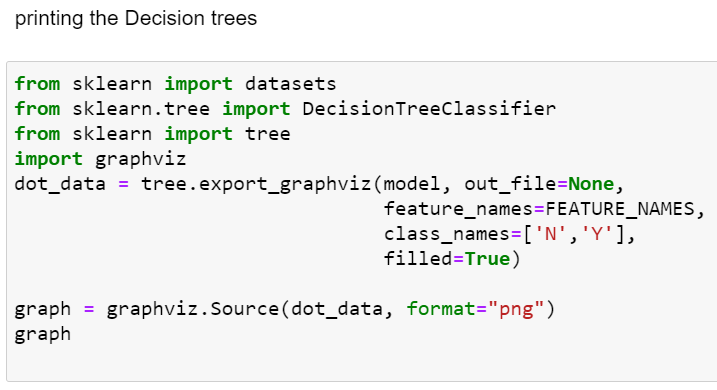 printing the Decision trees
from sklearn import datasets
from sklearn.tree import DecisionTreeClassifier
from sklearn import tree
import graphviz
dot_data = tree.export_graphviz(model, out_file=None,
                                feature_names=FEATURE_NAMES,
                                class_names=['N','Y'],
                                filled=True)
graph = graphviz.Source(dot_data, format="png")
graph